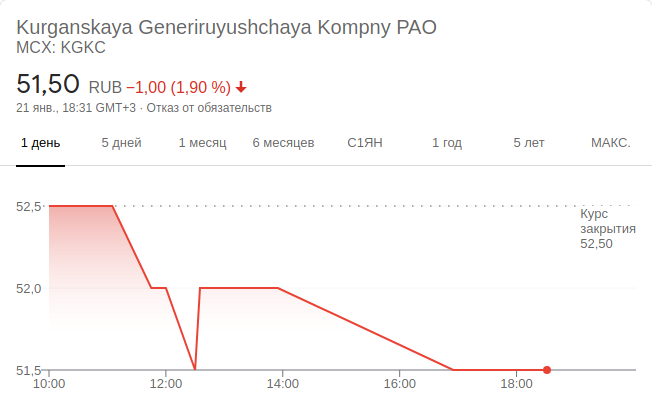 Kurganskaya Generiruyushchaya Kompny PAO
MCX: KGKC
51,50 RUB −1,00 (1,90 %)
21 янв., 18:31 GMT+3 · Отказ от обязательств
1 день 5 дней 1 месяц 6 месяцев С1ЯН 1 год 5 лет МАКС.
52,5
Курс
закрытия
52,50
52,0
51,5
10:00 12:00 14:00 16:00 18:00